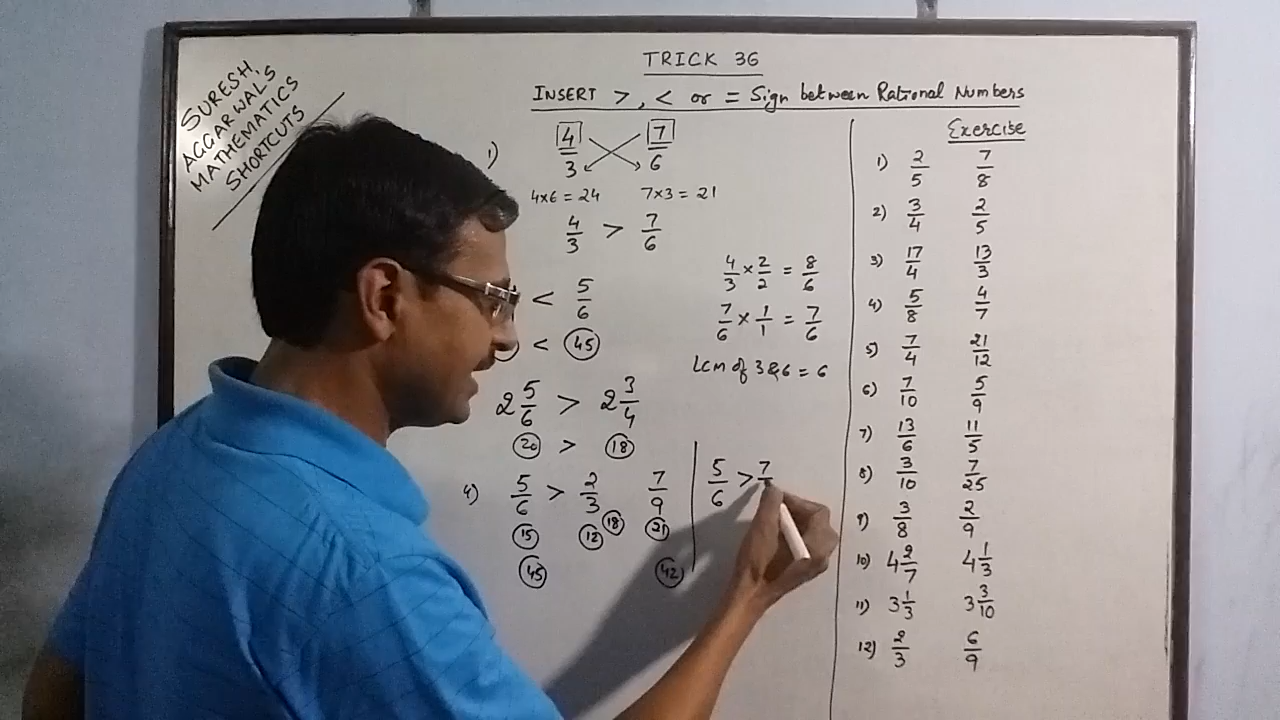 SURESH
AGGARWAL'S
MATHEMATICS
SHORTCUTS
TRICK 36
INSERT >, < or = Sign between Rational Numbers
1) 4/3 7/6
4x6 = 24 7x3 = 21
4/3 > 7/6
< 5/6
< 45
2 5/6 > 2 3/4
20 > 18
4) 5/6 > 2/3 7/9
15 12 18 21
45 42
4/3 x 2/2 = 8/6
7/6 x 1/1 = 7/6
LCM of 3 & 6 = 6
5/6 > 7
Exercise
1) 2/5 7/8
2) 3/4 2/5
3) 17/4 13/3
4) 5/8 4/7
5) 7/4 21/12
6) 7/10 5/9
7) 13/6 11/5
8) 3/10 7/25
9) 3/8 2/9
10) 4 2/7 4 1/3
11) 3 1/3 3 3/10
12) 2/3 6/9